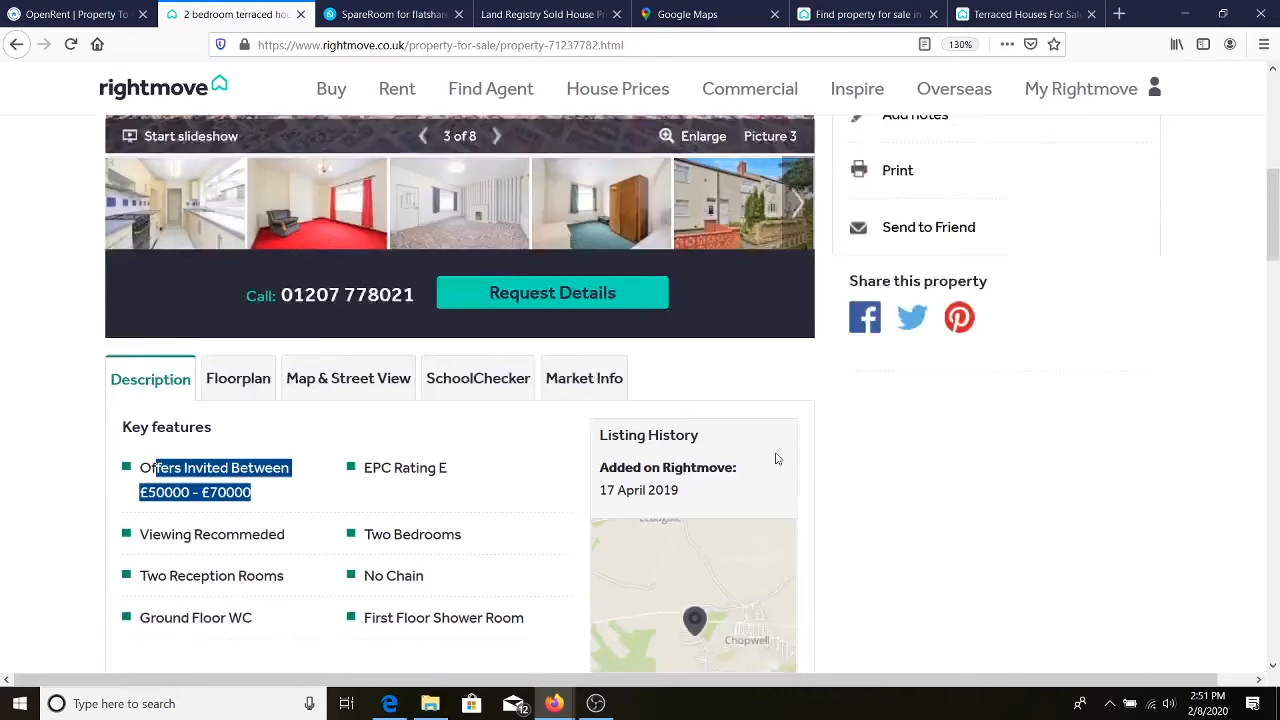 OpenRent | Property To
2 bedroom terraced hou
SpareRoom for flatshare
Land Registry Sold House Pr
Google Maps
Find property for sale in
Terraced Houses For Sale
https://www.rightmove.co.uk/property-for-sale/property-71237782.html
130%
rightmove
Buy
Rent
Find Agent
House Prices
Commercial
Inspire
Overseas
My Rightmove
Add notes
Start slideshow
3 of 8
Enlarge
Picture 3
Print
Send to Friend
Share this property
Call: 01207 778021
Request Details
Description
Floorplan
Map & Street View
SchoolChecker
Market Info
Key features
Offers Invited Between
£50000 - £70000
EPC Rating E
Viewing Recommeded
Two Bedrooms
Two Reception Rooms
No Chain
Ground Floor WC
First Floor Shower Room
Listing History
Added on Rightmove:
17 April 2019
Chopwell
Type here to search
12
2:51 PM
2/8/2020